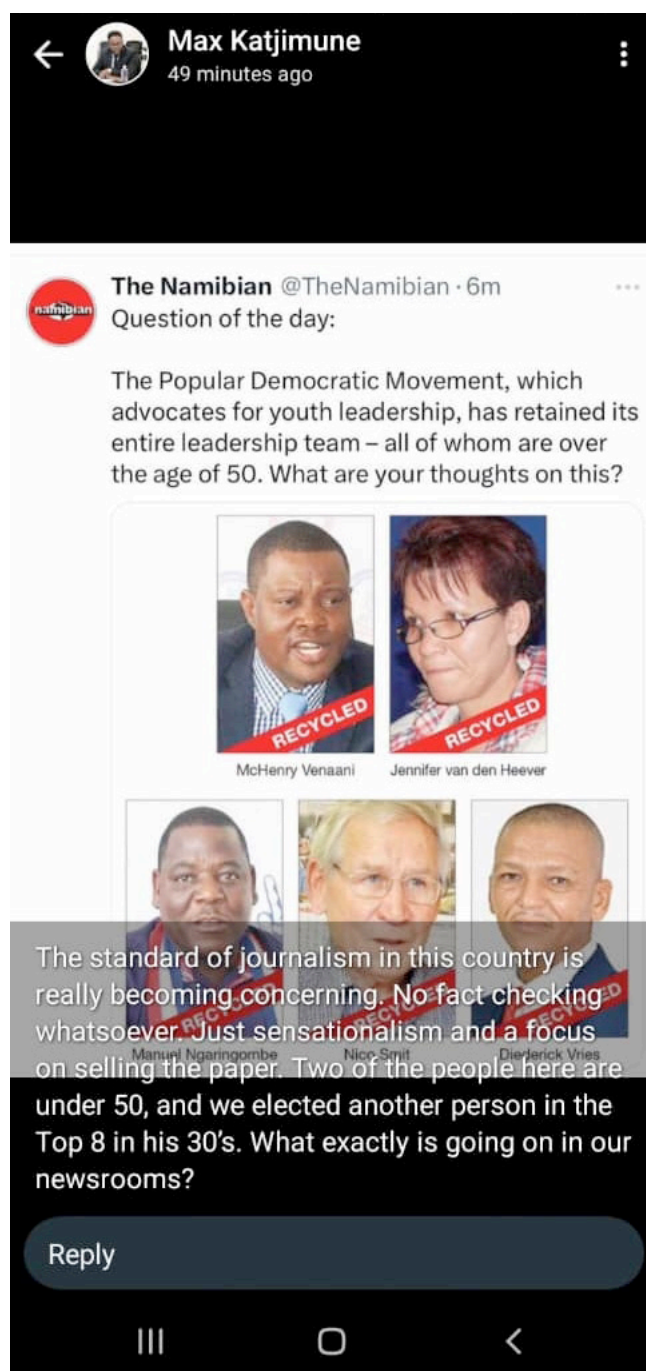 Max Katjimune
49 minutes ago
namibian
The Namibian @TheNamibian · 6m
Question of the day:
The Popular Democratic Movement, which
advocates for youth leadership, has retained its
entire leadership team – all of whom are over
the age of 50. What are your thoughts on this?
RECYCLED
RECYCLED
McHenry Venaani
Jennifer van den Heever
RECYCLED
RECYCLED
RECYCLED
Manuel Ngaringombe
Nico Smit
Diederick Vries
The standard of journalism in this country is
really becoming concerning. No fact checking
whatsoever. Just sensationalism and a focus
on selling the paper. Two of the people here are
under 50, and we elected another person in the
Top 8 in his 30's. What exactly is going on in our
newsrooms?
Reply